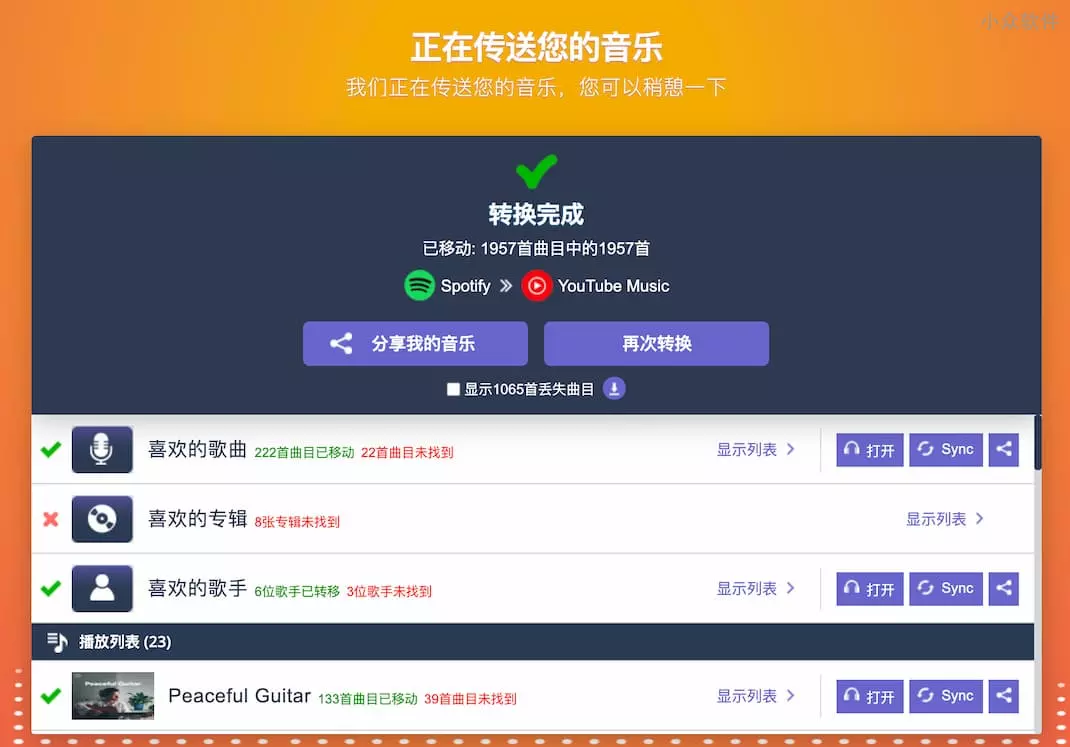 小众软件
正在传送您的音乐
我们正在传送您的音乐，您可以稍憩一下
转换完成
已移动: 1957首曲目中的1957首
Spotify YouTube Music
分享我的音乐 再次转换
显示1065首丢失曲目
喜欢的歌曲 222首曲目已移动 22首曲目未找到 显示列表 打开 Sync
喜欢的专辑 8张专辑未找到 显示列表
喜欢的歌手 6位歌手已转移 3位歌手未找到 显示列表 打开 Sync
播放列表 (23)
Peaceful Guitar
Peaceful Guitar 133首曲目已移动 39首曲目未找到 显示列表 打开 Sync